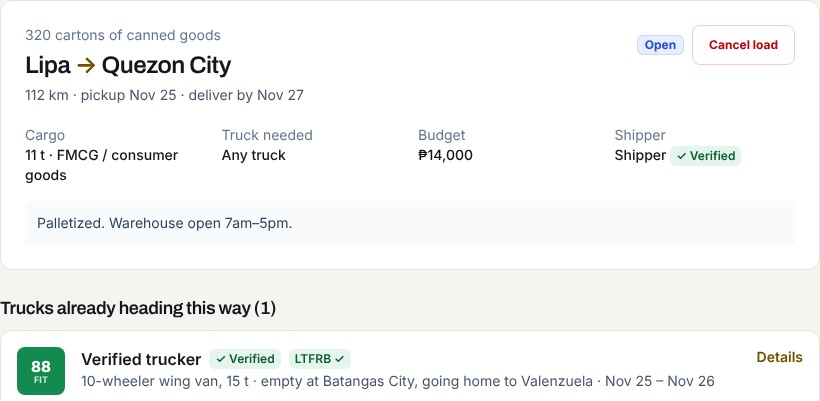 320 cartons of canned goods
Open
Cancel load
Lipa → Quezon City
112 km · pickup Nov 25 · deliver by Nov 27
Cargo
11 t · FMCG / consumer
goods
Truck needed
Any truck
Budget
₱14,000
Shipper
Shipper ✓ Verified
Palletized. Warehouse open 7am–5pm.
Trucks already heading this way (1)
88
FIT
Verified trucker ✓ Verified LTFRB ✓
Details
10-wheeler wing van, 15 t · empty at Batangas City, going home to Valenzuela · Nov 25 – Nov 26